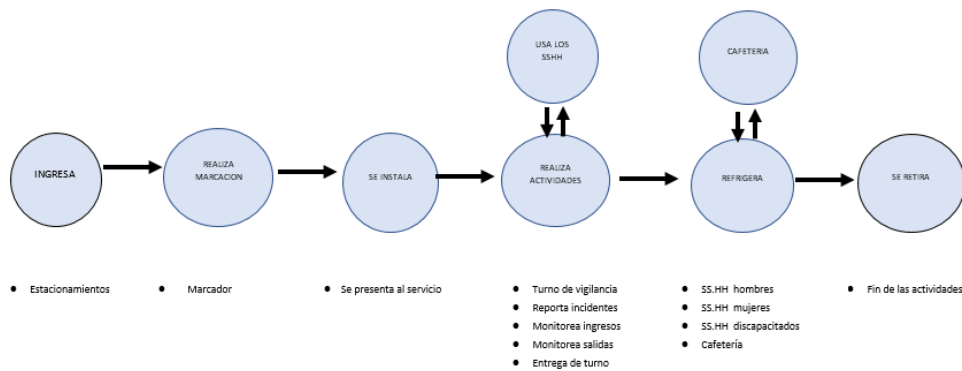 USA LOS
SSHH
CAFETERIA
INGRESA
REALIZA
MARCACION
SE INSTALA
REALIZA
ACTIVIDADES
REFRIGERA
SE RETIRA
● Estacionamientos
● Marcador
● Se presenta al servicio
● Turno de vigilancia
● Reporta incidentes
● Monitorea ingresos
● Monitorea salidas
● Entrega de turno
● SS.HH hombres
● SS.HH mujeres
● SS.HH discapacitados
● Cafetería
● Fin de las actividades